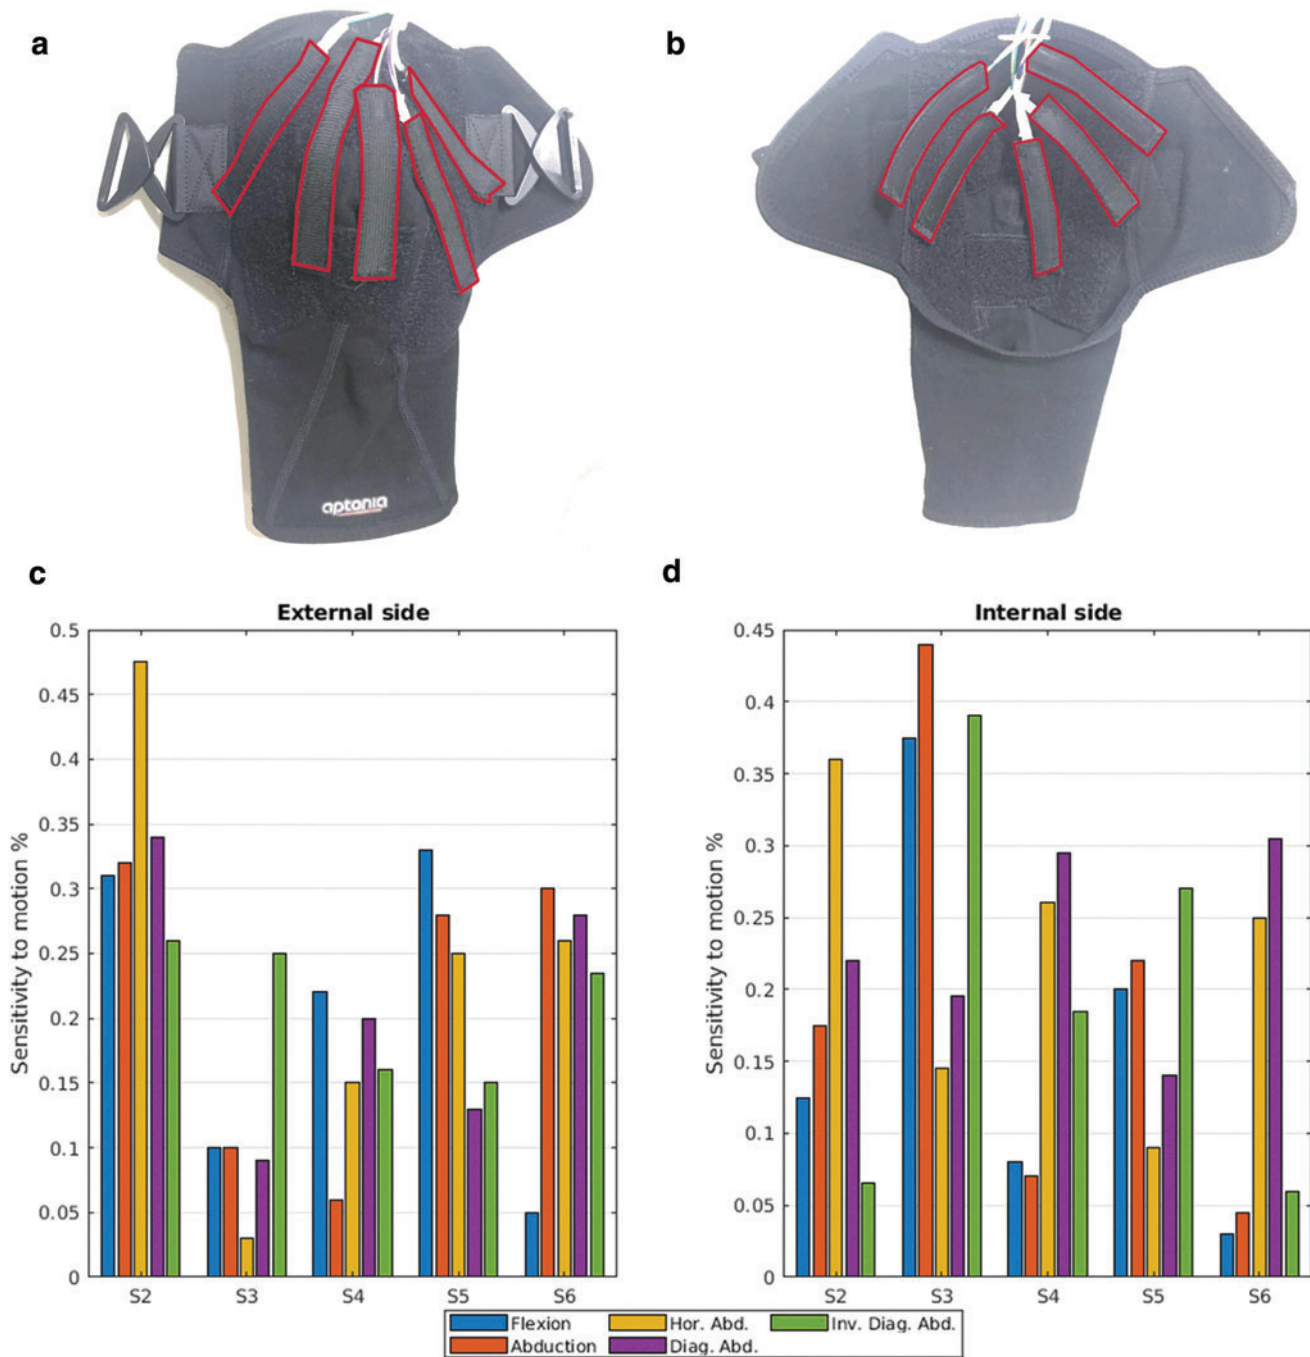 a
b
aptonia
c
d
External side
Internal side
Sensitivity to motion %
0.5
0.45
0.4
0.35
0.3
0.25
0.2
0.15
0.1
0.05
0
S2
S3
S4
S5
S6
Sensitivity to motion %
0.45
0.4
0.35
0.3
0.25
0.2
0.15
0.1
0.05
0
S2
S3
S4
S5
S6
Flexion
Hor. Abd.
Inv. Diag. Abd.
Abduction
Diag. Abd.